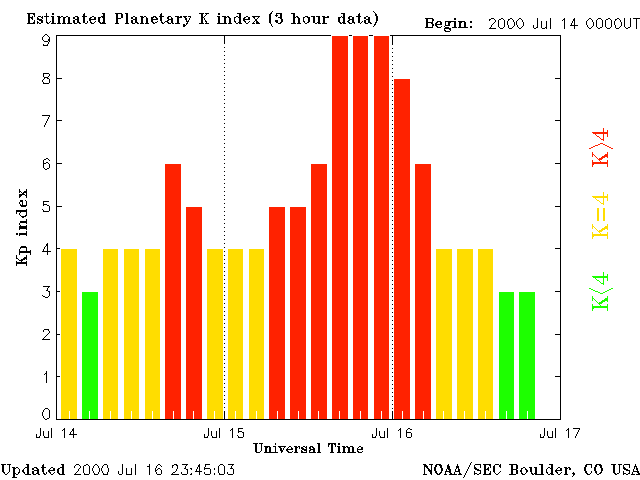 Estimated Planetary K index (3 hour data)
Begin: 2000 Jul 14 0000UT
9
8
7
6
5
4
3
2
1
0
Kp index
K>4
K=4
K<4
Jul 14
Jul 15
Jul 16
Jul 17
Universal Time
Updated 2000 Jul 16 23:45:03
NOAA/SEC Boulder, CO USA